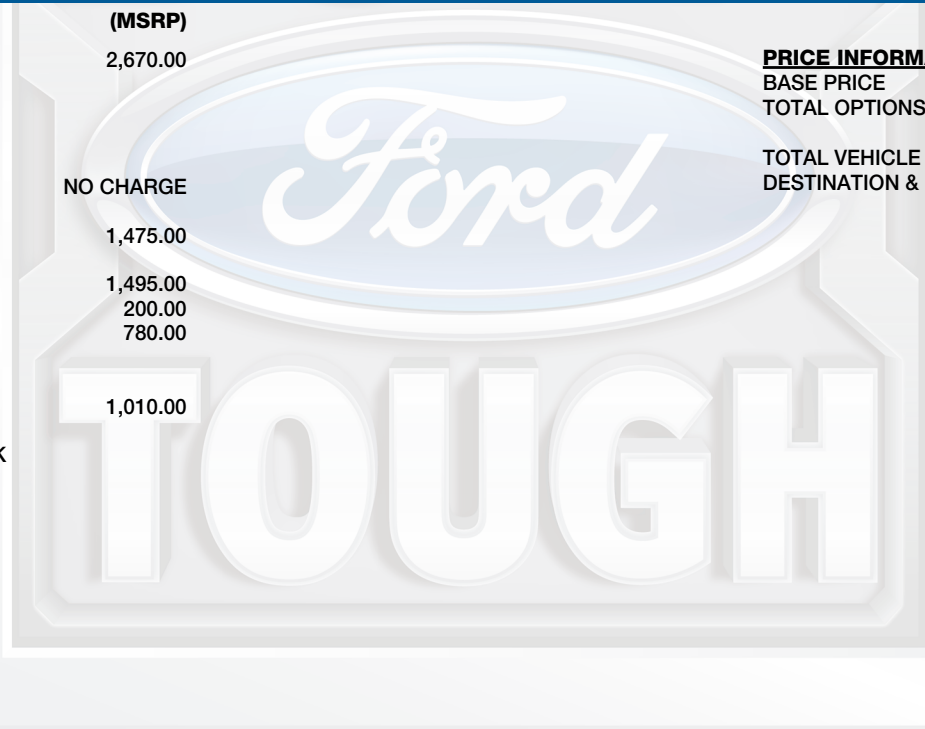 (MSRP)
2,670.00
NO CHARGE
1,475.00
1,495.00
200.00
780.00
1,010.00
K
PRICE INFORMA
BASE PRICE
TOTAL OPTIONS
TOTAL VEHICLE
DESTINATION &
Ford
TOUGH